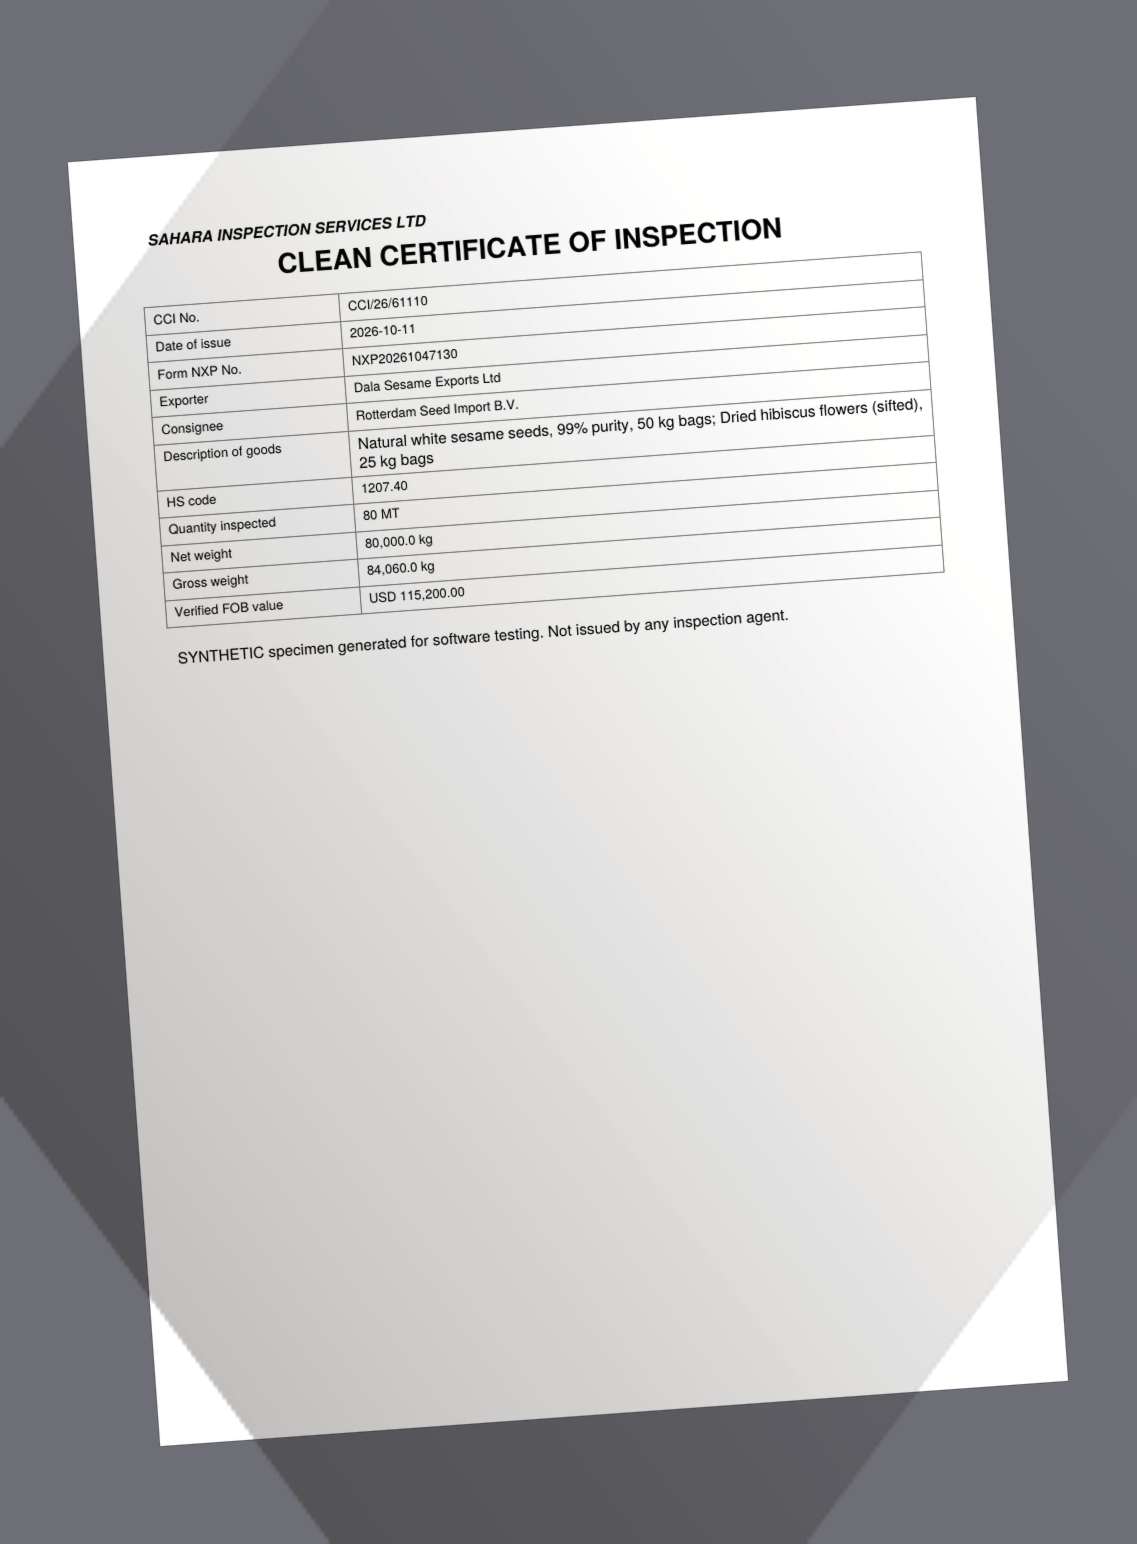 SAHARA INSPECTION SERVICES LTD
CLEAN CERTIFICATE OF INSPECTION
CCI No. CCI/26/61110
Date of issue 2026-10-11
Form NXP No. NXP20261047130
Exporter Dala Sesame Exports Ltd
Consignee Rotterdam Seed Import B.V.
Description of goods Natural white sesame seeds, 99% purity, 50 kg bags; Dried hibiscus flowers (sifted),
25 kg bags
HS code 1207.40
Quantity inspected 80 MT
Net weight 80,000.0 kg
Gross weight 84,060.0 kg
Verified FOB value USD 115,200.00
SYNTHETIC specimen generated for software testing. Not issued by any inspection agent.